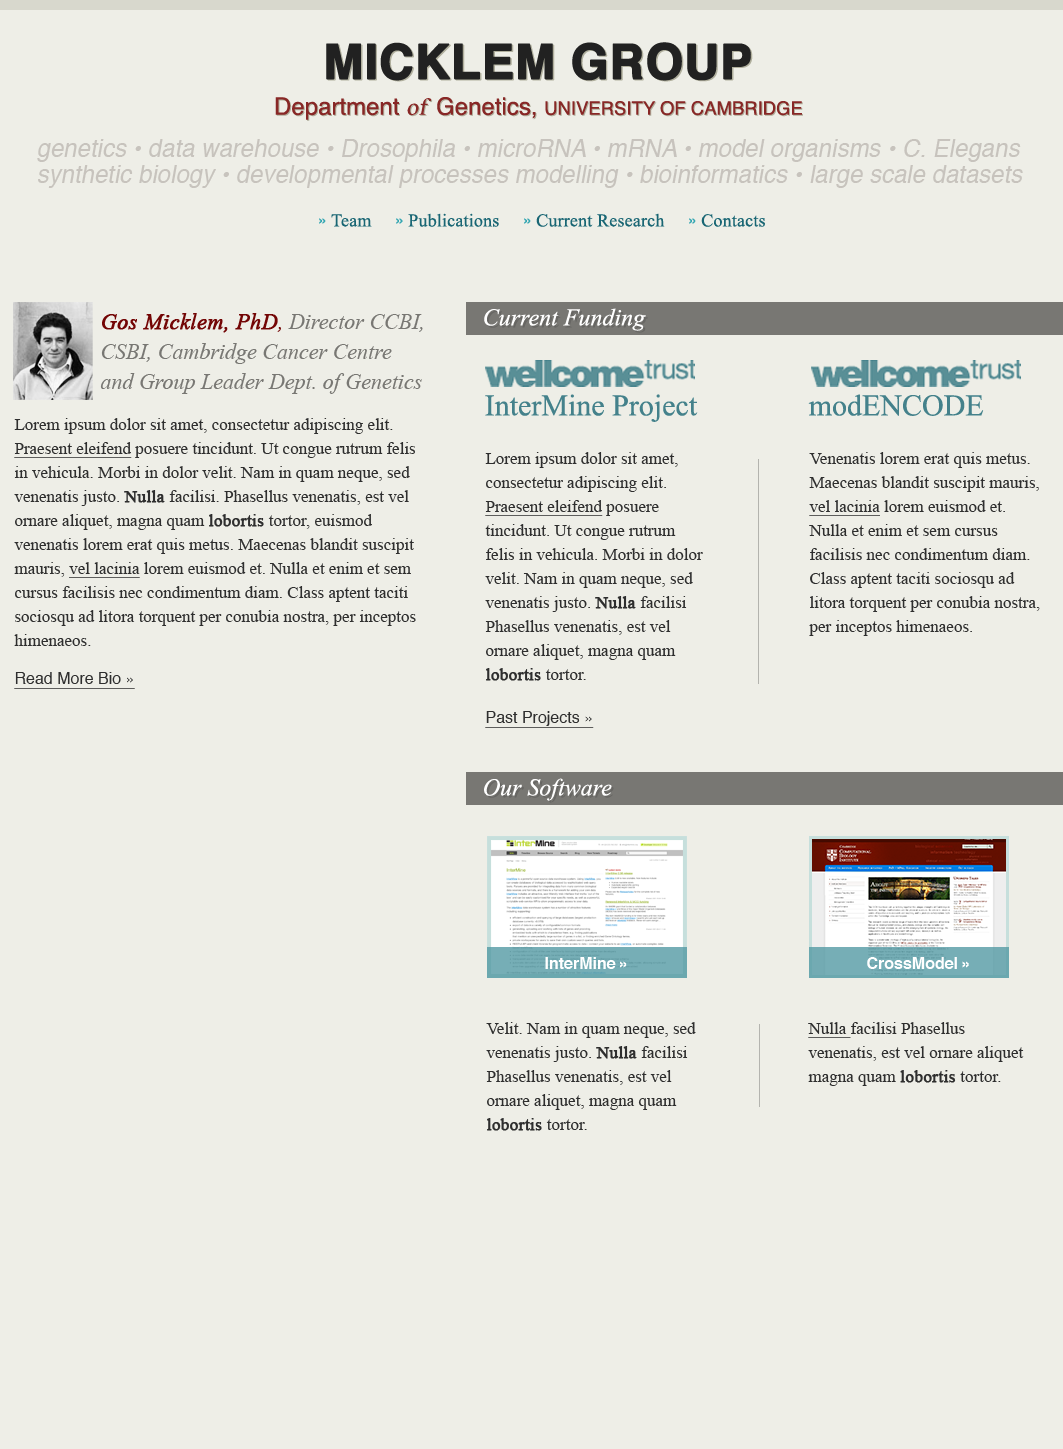 MICKLEM GROUP
Department of Genetics, UNIVERSITY OF CAMBRIDGE
genetics • data warehouse • Drosophila • microRNA • mRNA • model organisms • C. Elegans
synthetic biology • developmental processes modelling • bioinformatics • large scale datasets
» Team » Publications » Current Research » Contacts
Gos Micklem, PhD, Director CCBI,
CSBI, Cambridge Cancer Centre
and Group Leader Dept. of Genetics
Lorem ipsum dolor sit amet, consectetur adipiscing elit.
Praesent eleifend posuere tincidunt. Ut congue rutrum felis
in vehicula. Morbi in dolor velit. Nam in quam neque, sed
venenatis justo. Nulla facilisi. Phasellus venenatis, est vel
ornare aliquet, magna quam lobortis tortor, euismod
venenatis lorem erat quis metus. Maecenas blandit suscipit
mauris, vel lacinia lorem euismod et. Nulla et enim et sem
cursus facilisis nec condimentum diam. Class aptent taciti
sociosqu ad litora torquent per conubia nostra, per inceptos
himenaeos.
Read More Bio »
Current Funding
wellcometrust
InterMine Project
Lorem ipsum dolor sit amet,
consectetur adipiscing elit.
Praesent eleifend posuere
tincidunt. Ut congue rutrum
felis in vehicula. Morbi in dolor
velit. Nam in quam neque, sed
venenatis justo. Nulla facilisi
Phasellus venenatis, est vel
ornare aliquet, magna quam
lobortis tortor.
Past Projects »
wellcometrust
modENCODE
Venenatis lorem erat quis metus.
Maecenas blandit suscipit mauris,
vel lacinia lorem euismod et.
Nulla et enim et sem cursus
facilisis nec condimentum diam.
Class aptent taciti sociosqu ad
litora torquent per conubia nostra,
per inceptos himenaeos.
Our Software
InterMine
InterMine
InterMine »
Velit. Nam in quam neque, sed
venenatis justo. Nulla facilisi
Phasellus venenatis, est vel
ornare aliquet, magna quam
lobortis tortor.
Cambridge
Computational
Biology
Institute
CrossModel »
Nulla facilisi Phasellus
venenatis, est vel ornare aliquet
magna quam lobortis tortor.